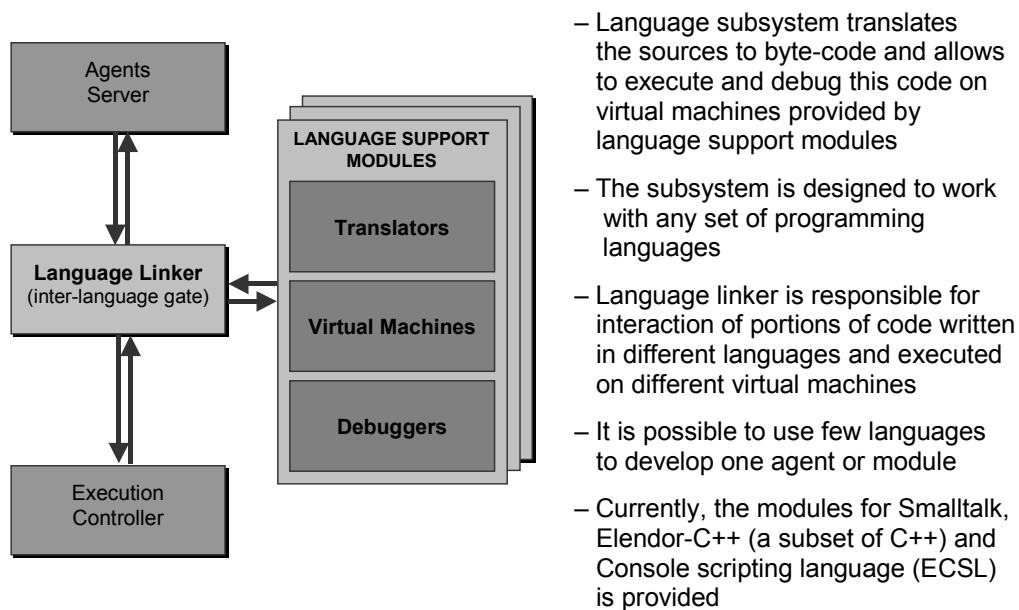 Agents
Server
LANGUAGE SUPPORT
MODULES
Translators
Language Linker
(inter-language gate)
Virtual Machines
Debuggers
Execution
Controller
– Language subsystem translates
the sources to byte-code and allows
to execute and debug this code on
virtual machines provided by
language support modules
– The subsystem is designed to work
with any set of programming
languages
– Language linker is responsible for
interaction of portions of code written
in different languages and executed
on different virtual machines
– It is possible to use few languages
to develop one agent or module
– Currently, the modules for Smalltalk,
Elendor-C++ (a subset of C++) and
Console scripting language (ECSL)
is provided